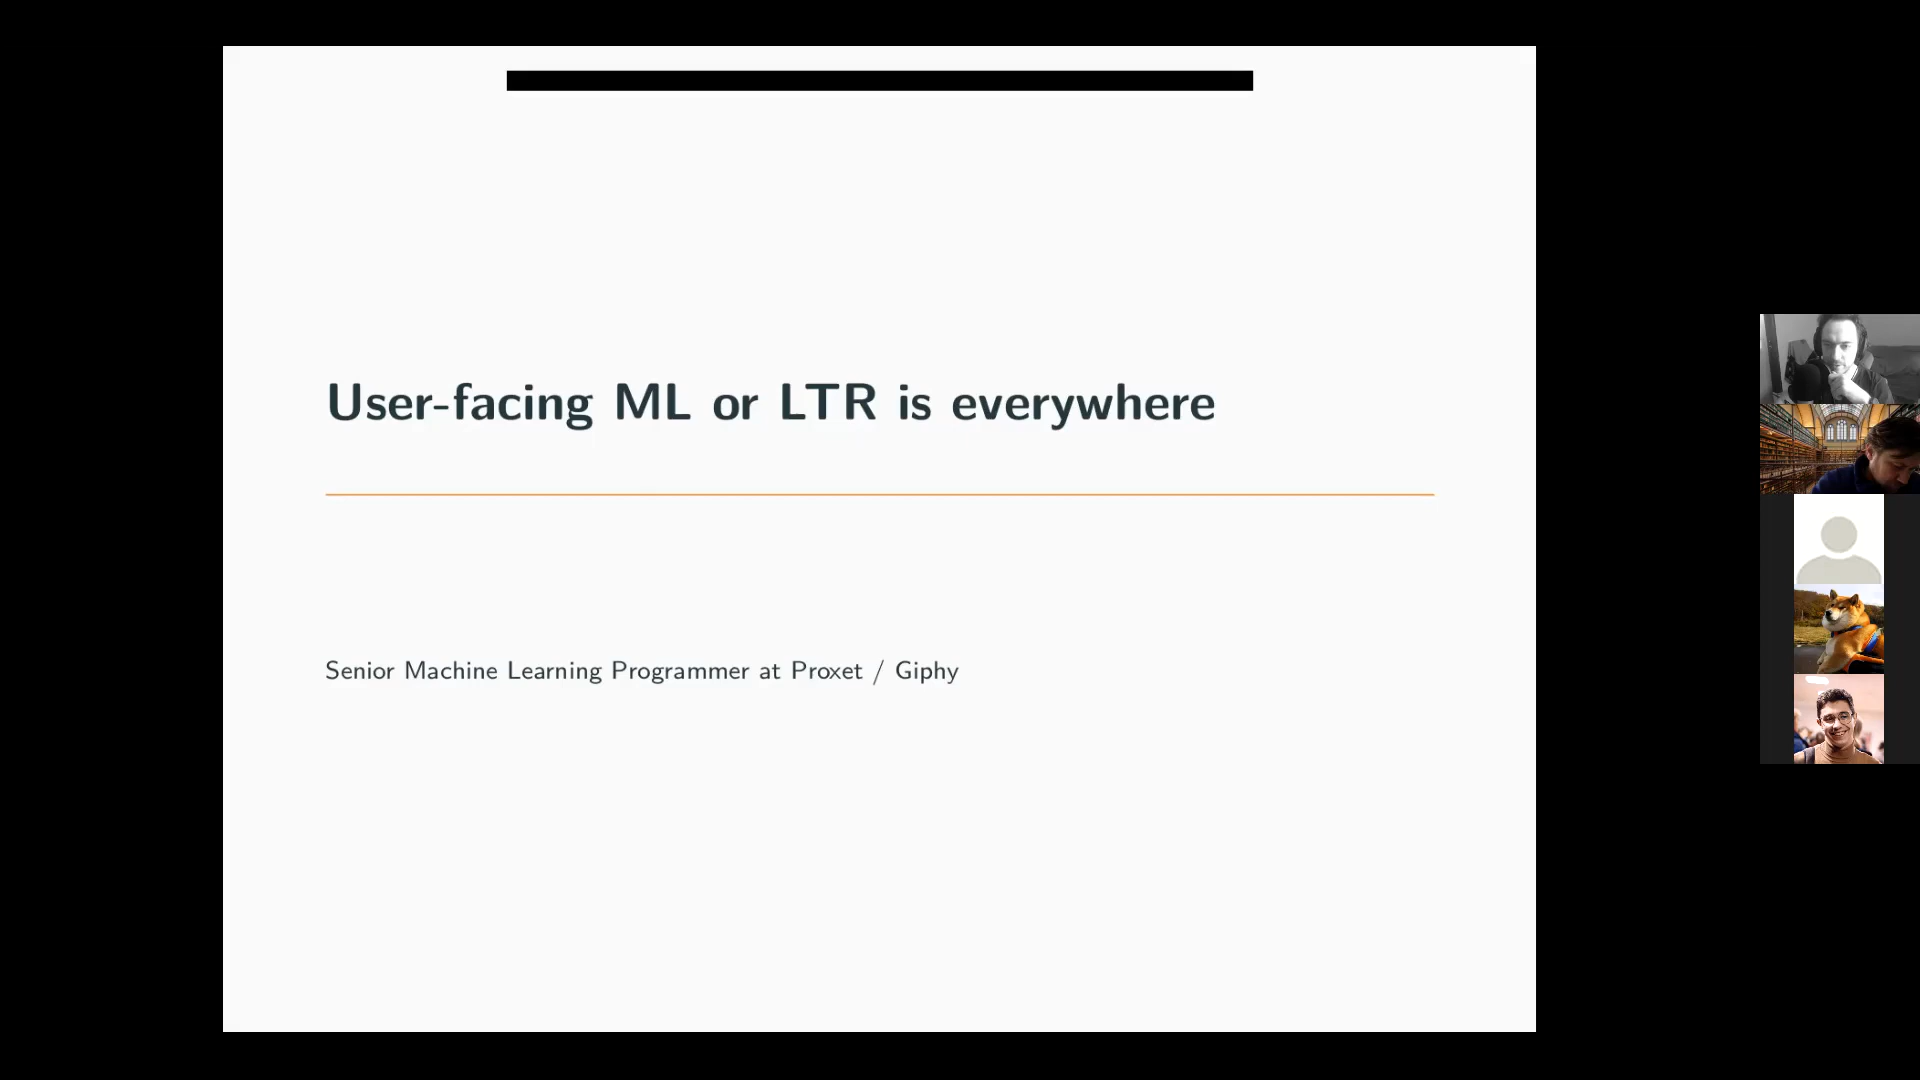 User-facing ML or LTR is everywhere
Senior Machine Learning Programmer at Proxet / Giphy